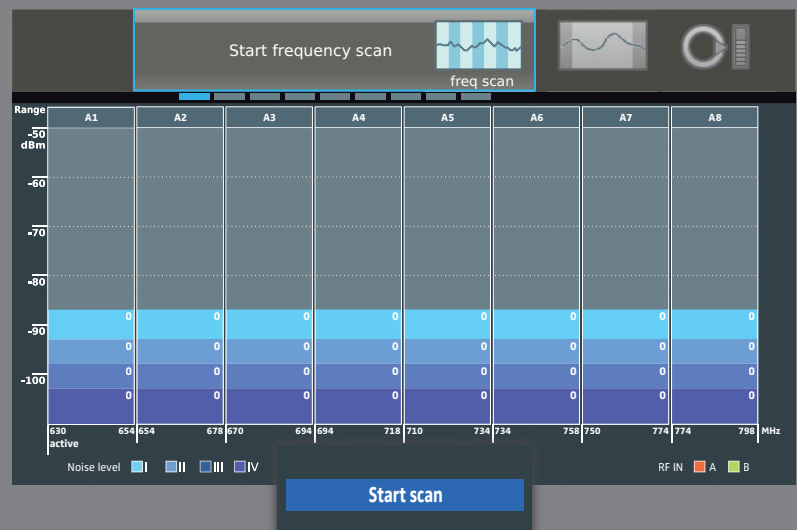 Start frequency scan
freq scan
Range A1 A2 A3 A4 A5 A6 A7 A8
-50
dBm
-60
-70
-80
0 0 0 0 0 0 0 0
-90
0 0 0 0 0 0 0 0
0 0 0 0 0 0 0 0
-100
0 0 0 0 0 0 0 0
630 654 654 678 670 694 694 718 710 734 734 758 750 774 774 798 MHz
active
Noise level I II III IV RF IN A B
Start scan